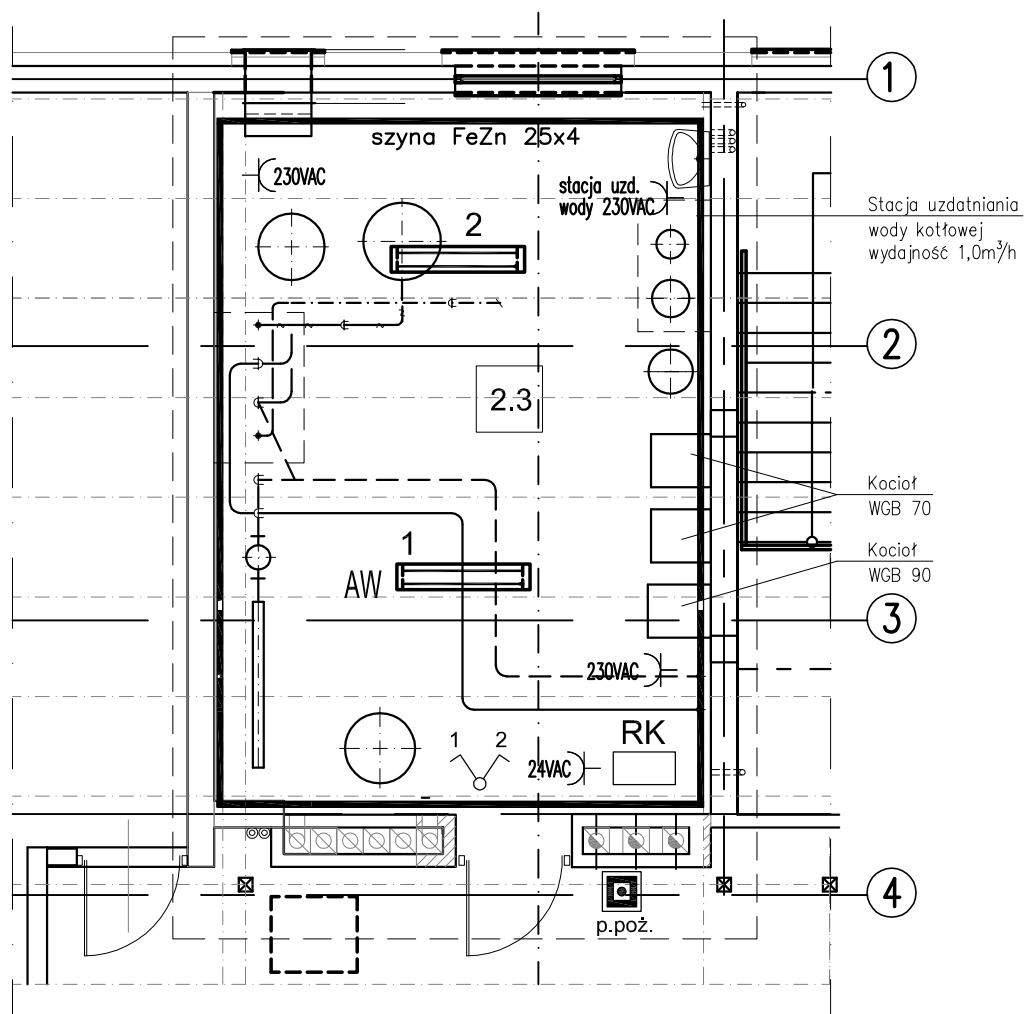 1
szyna FeZn 25x4
230VAC
stacja uzd.
wody 230VAC
Stacja uzdatniania
wody kotłowej
wydajność 1,0m³/h
2
2
2.3
Kocioł
WGB 70
1
Kocioł
WGB 90
AW
3
230VAC
RK
1 2
24VAC
4
p.poż.